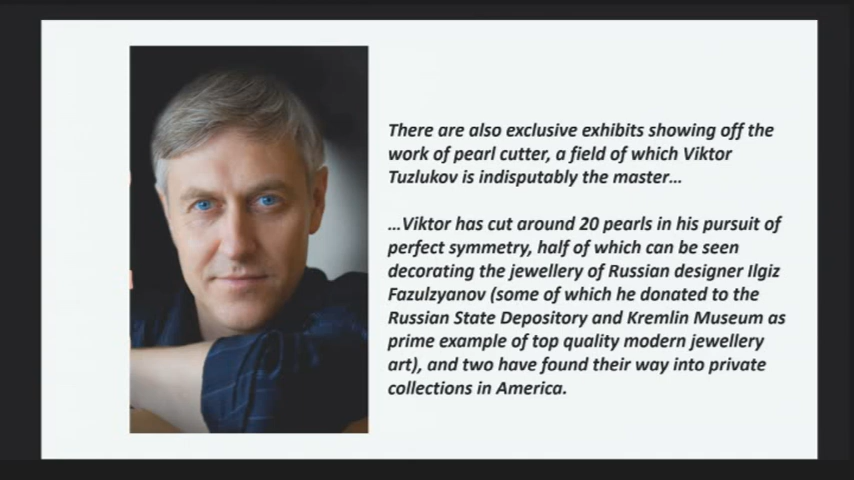 There are also exclusive exhibits showing off the
work of pearl cutter, a field of which Viktor
Tuzlukov is indisputably the master…
…Viktor has cut around 20 pearls in his pursuit of
perfect symmetry, half of which can be seen
decorating the jewellery of Russian designer Ilgiz
Fazulzyanov (some of which he donated to the
Russian State Depository and Kremlin Museum as
prime example of top quality modern jewellery
art), and two have found their way into private
collections in America.